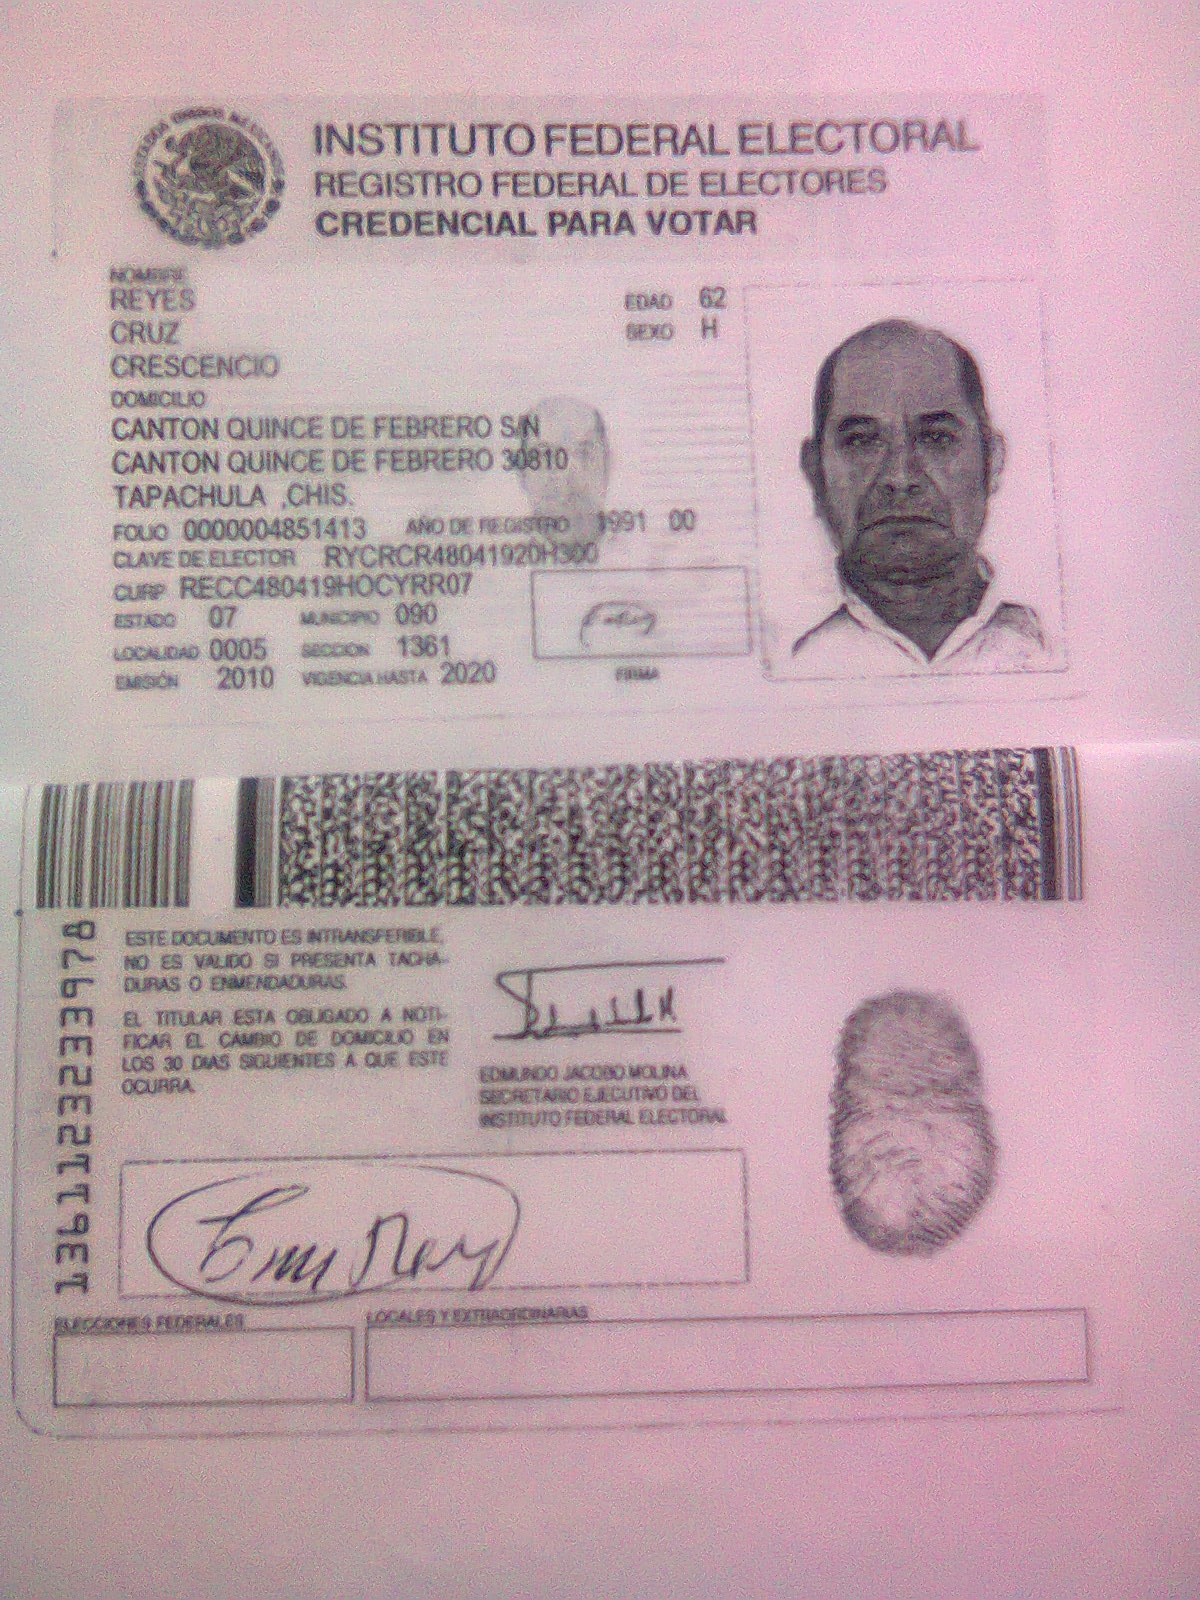 INSTITUTO FEDERAL ELECTORAL
REGISTRO FEDERAL DE ELECTORES
CREDENCIAL PARA VOTAR
NOMBRE
REYES
CRUZ
CRESCENCIO
EDAD 62
SEXO H
DOMICILIO
CANTON QUINCE DE FEBRERO S/N
CANTON QUINCE DE FEBRERO 30810
TAPACHULA ,CHIS.
FOLIO 0000004851413 AÑO DE REGISTRO 1991 00
CLAVE DE ELECTOR RYCRCR48041920H300
CURP RECC480419HOCYRR07
ESTADO 07 MUNICIPIO 090
LOCALIDAD 0005 SECCION 1361
EMISIÓN 2010 VIGENCIA HASTA 2020
FIRMA
1361123233978
ESTE DOCUMENTO ES INTRANSFERIBLE,
NO ES VALIDO SI PRESENTA TACHA-
DURAS O ENMENDADURAS.
EL TITULAR ESTA OBLIGADO A NOTI-
FICAR EL CAMBIO DE DOMICILIO EN
LOS 30 DIAS SIGUIENTES A QUE ESTE
OCURRA.
EDMUNDO JACOBO MOLINA
SECRETARIO EJECUTIVO DEL
INSTITUTO FEDERAL ELECTORAL
ELECCIONES FEDERALES
LOCALES Y EXTRAORDINARIAS